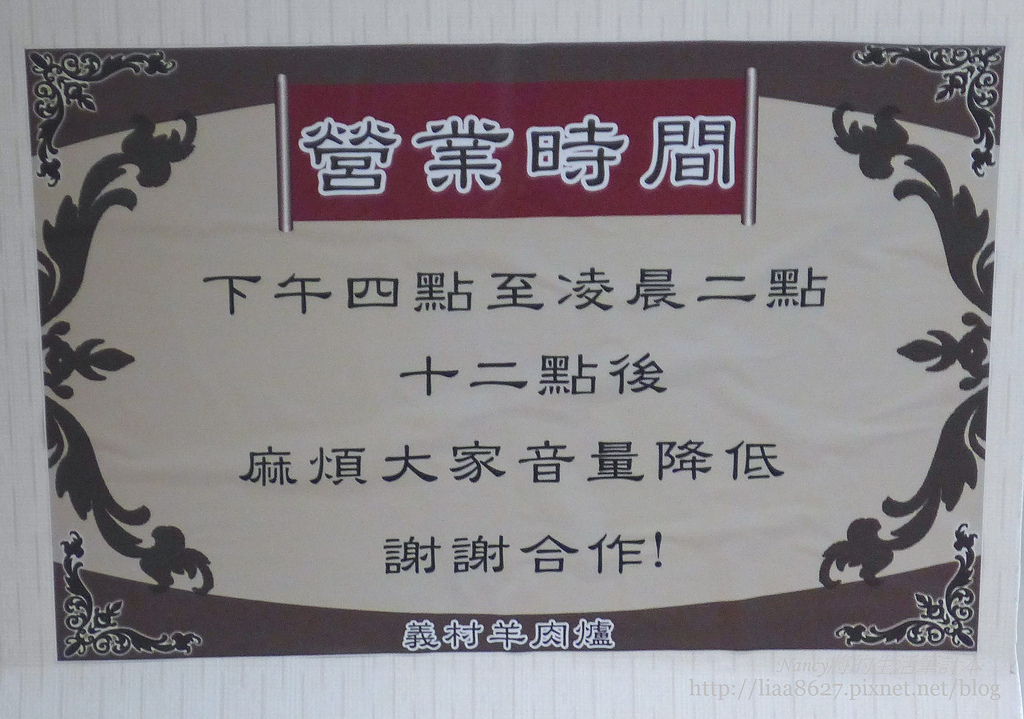 營業時間
下午四點至凌晨二點
十二點後
麻煩大家音量降低
謝謝合作!
義村羊肉爐
http://liaa8627.pixnet.net/blog